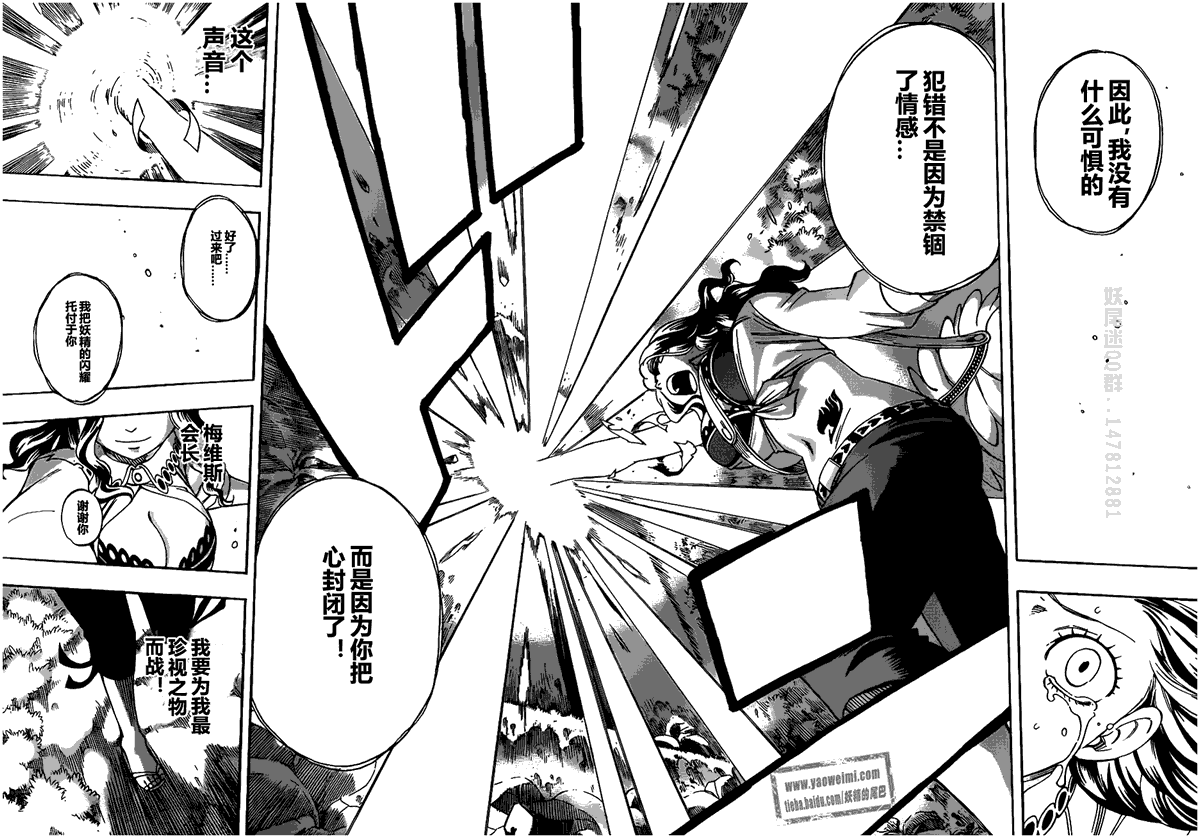 因此，我没有
什么可惧的
犯错不是因为禁锢
了情感…
而是因为你把
心封闭了！
这个
声音…
好了……
过来吧……
我把妖精的闪耀
托付于你
梅维斯
会长、
谢谢你
我要为我最
珍视之物
而战！
妖尾迷QQ群..147812881
www.yaoweimi.com
tieba.baidu.com/妖精的尾巴